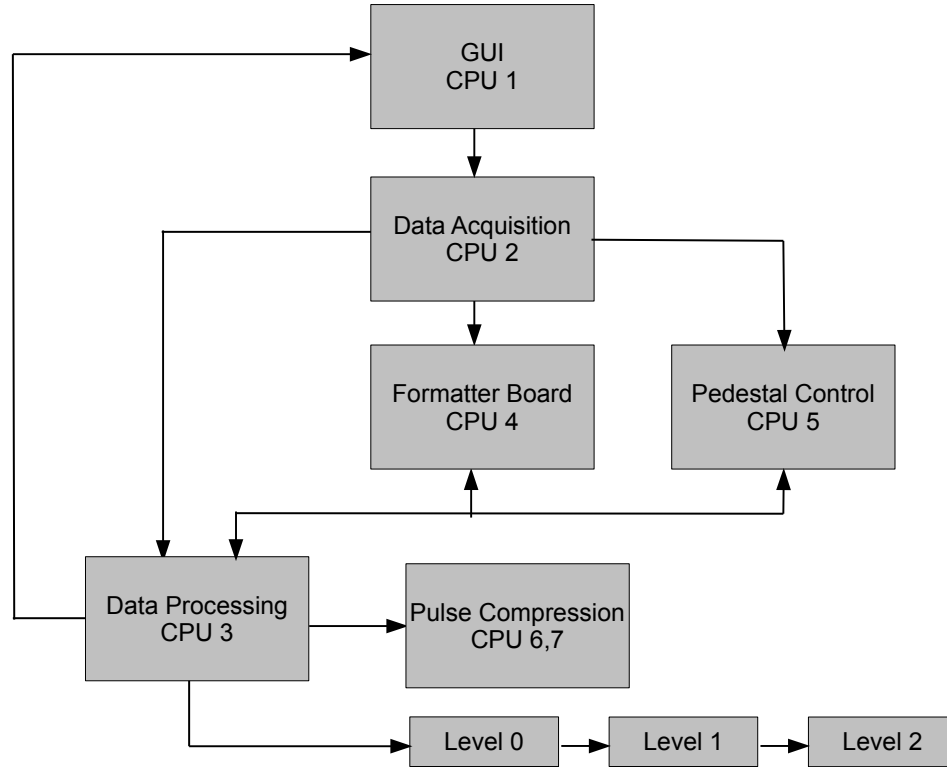 GUI
CPU 1
Data Acquisition
CPU 2
Formatter Board
CPU 4
Pedestal Control
CPU 5
Data Processing
CPU 3
Pulse Compression
CPU 6,7
Level 0
Level 1
Level 2